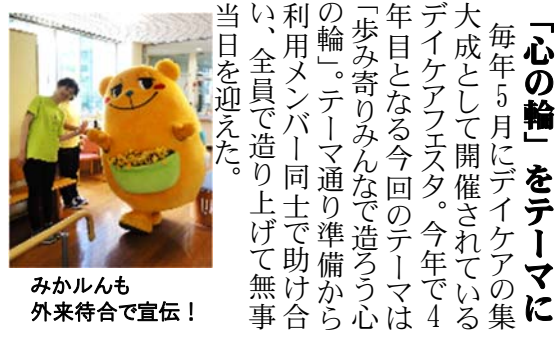 「心の輪」をテーマに
毎年5月にデイケアの集
大成として開催されている
デイケアフェスタ。今年で4
年目となる今回のテーマは
「歩み寄りみんなで造ろう心
の輪」。テーマ通り準備から
利用メンバー同士で助け合
い、全員で造り上げて無事
当日を迎えた。
みかルんも
外来待合で宣伝！